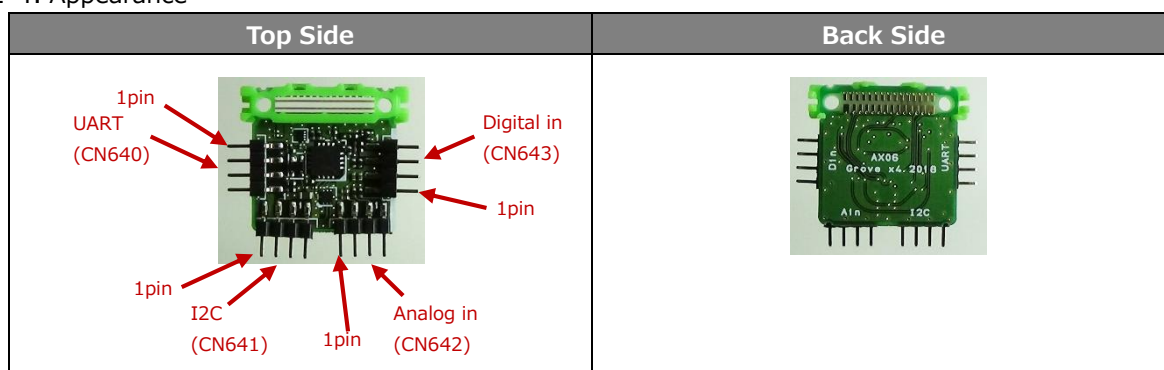 1. Appearance
Top Side
Back Side
1pin
UART
(CN640)
Digital in
(CN643)
1pin
1pin
I2C
(CN641)
1pin
Analog in
(CN642)
Din
AX06
Grove x4.2018
UART
AIn
I2C